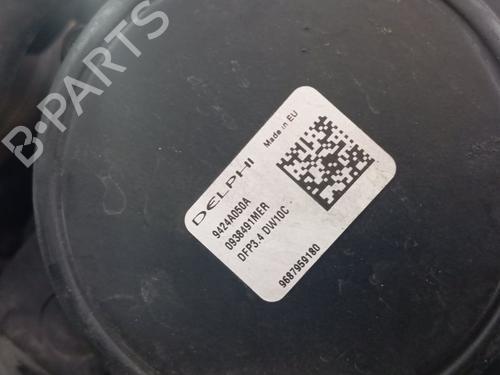 B-PARTS
DELPHI
Made in EU
9424A050A
0938491MER
DFP3.4 DW10C
9687959180